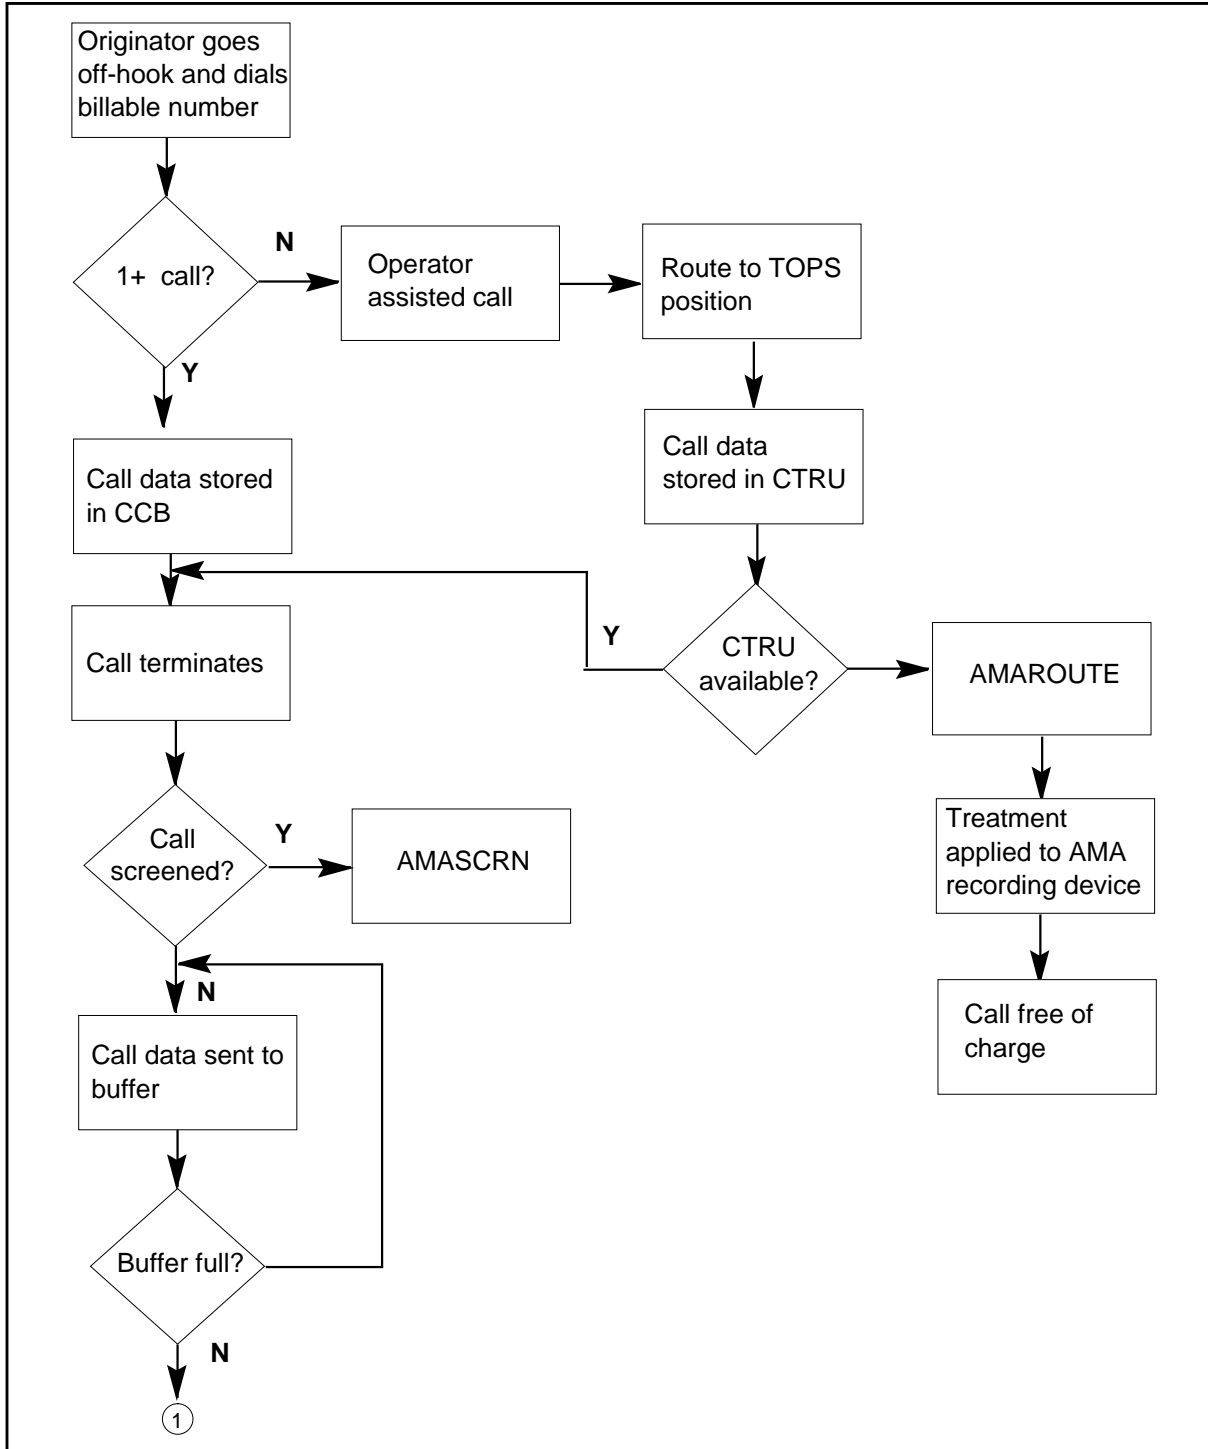 Originator goes
off-hook and dials
billable number
1+ call?
N
Operator
assisted call
Route to TOPS
position
Y
Call data stored
in CCB
Call data
stored in CTRU
Call terminates
Y
CTRU
available?
AMAROUTE
Call
screened?
Y
AMASCRN
Treatment
applied to AMA
recording device
N
Call data sent to
buffer
Call free of
charge
Buffer full?
N
1